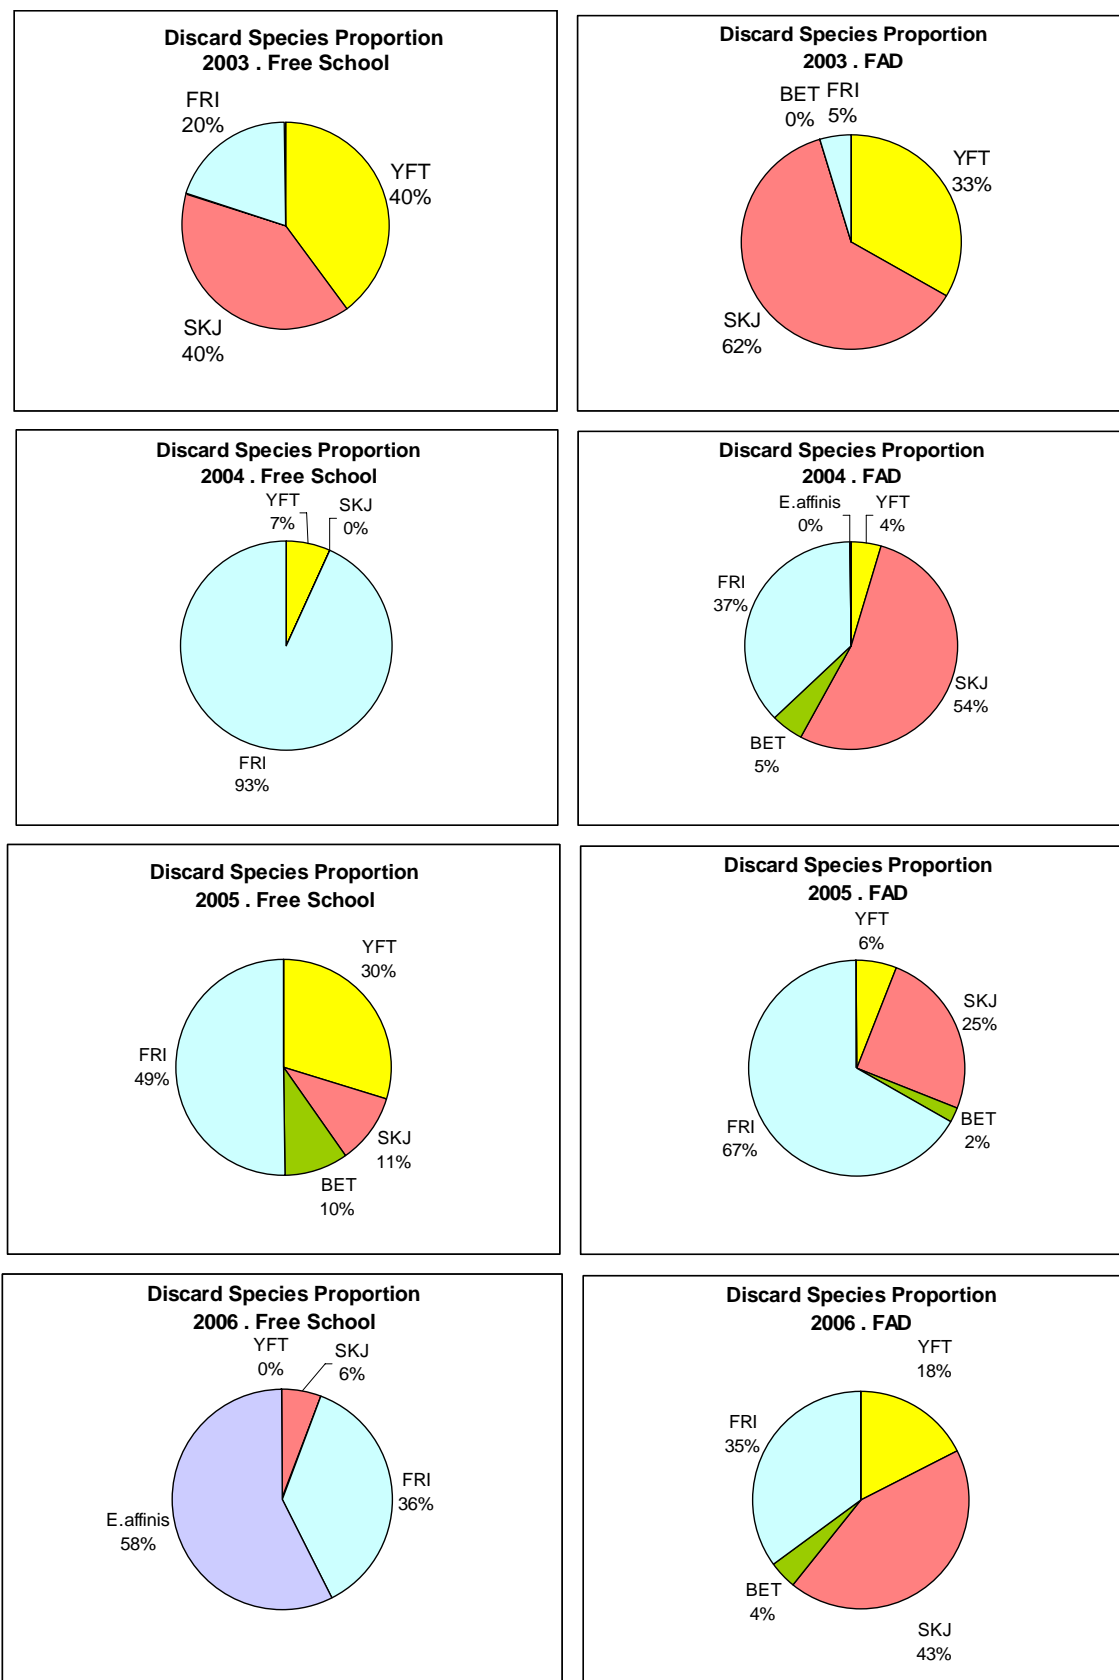 Discard Species Proportion
2003 . Free School
FRI
20%
YFT
40%
SKJ
40%
Discard Species Proportion
2003 . FAD
BET
0%
FRI
5%
YFT
33%
SKJ
62%
Discard Species Proportion
2004 . Free School
YFT
7%
SKJ
0%
FRI
93%
Discard Species Proportion
2004 . FAD
E.affinis
0%
YFT
4%
FRI
37%
SKJ
54%
BET
5%
Discard Species Proportion
2005 . Free School
YFT
30%
FRI
49%
SKJ
11%
BET
10%
Discard Species Proportion
2005 . FAD
YFT
6%
SKJ
25%
BET
2%
FRI
67%
Discard Species Proportion
2006 . Free School
YFT
0%
SKJ
6%
FRI
36%
E.affinis
58%
Discard Species Proportion
2006 . FAD
YFT
18%
FRI
35%
BET
4%
SKJ
43%